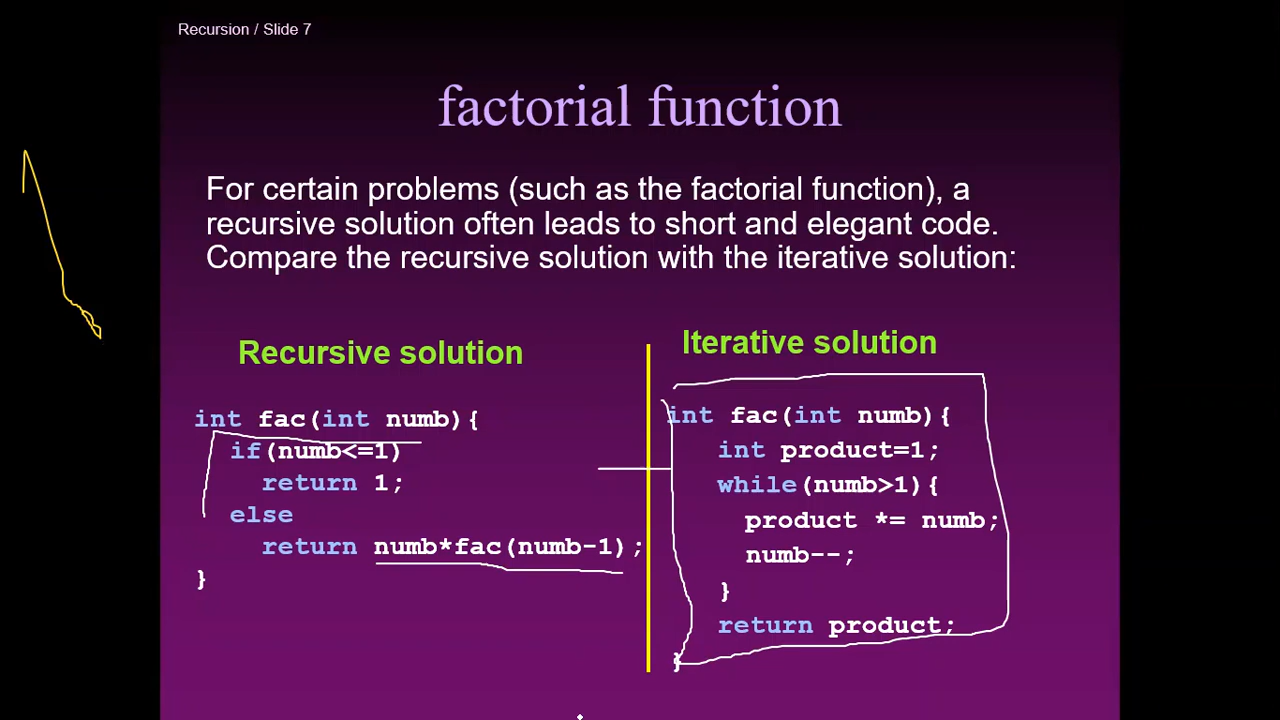 Recursion / Slide 7
factorial function
For certain problems (such as the factorial function), a
recursive solution often leads to short and elegant code.
Compare the recursive solution with the iterative solution:
Recursive solution
int fac(int numb){
if(numb<=1)
return 1;
else
return numb*fac(numb-1);
}
Iterative solution
int fac(int numb){
int product=1;
while(numb>1){
product *= numb;
numb--;
}
return product;
}